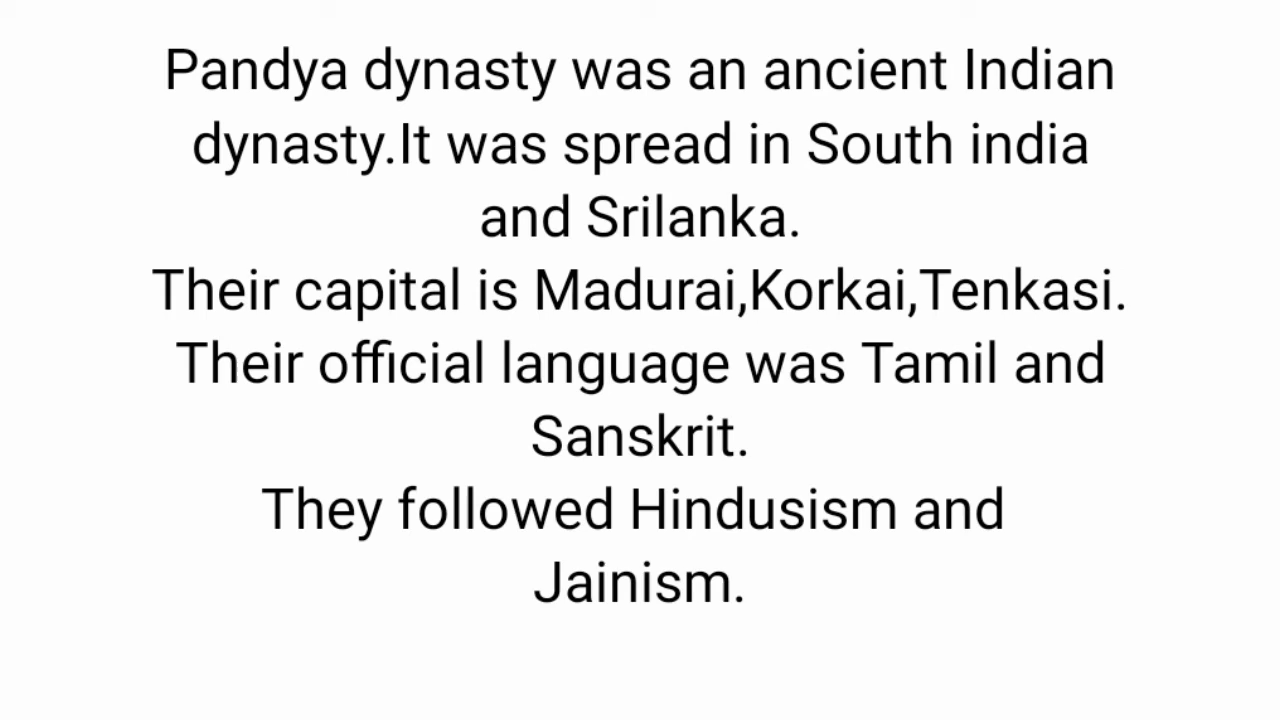 Pandya dynasty was an ancient Indian
dynasty.It was spread in South india
and Srilanka.
Their capital is Madurai,Korkai,Tenkasi.
Their official language was Tamil and
Sanskrit.
They followed Hindusism and
Jainism.